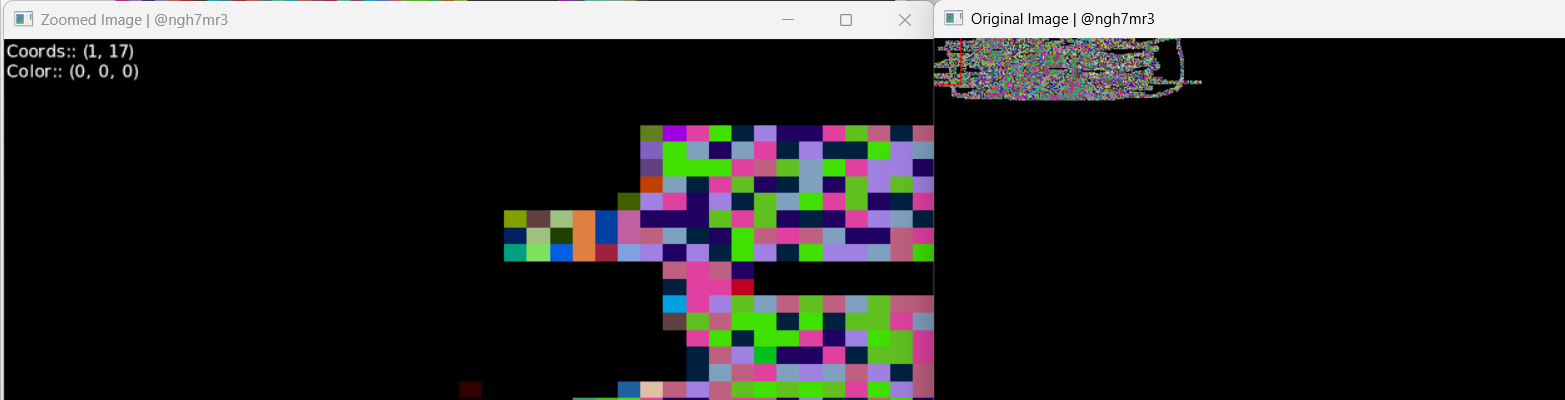 Zoomed Image | @ngh7mr3
Original Image | @ngh7mr3
Coords:: (1, 17)
Color:: (0, 0, 0)